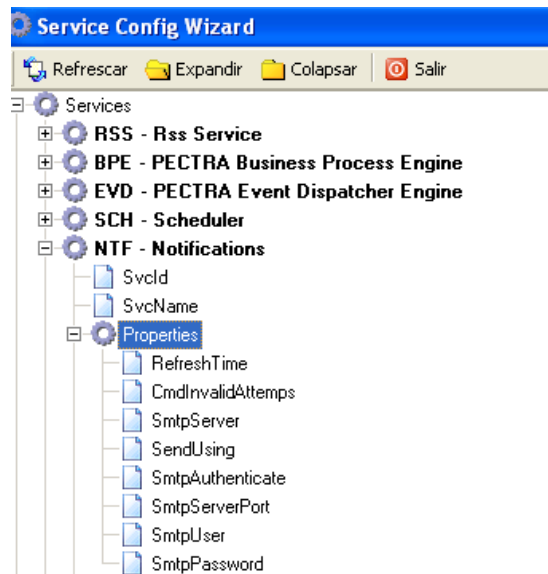 Service Config Wizard
Refrescar Expandir Colapsar Salir
Services
RSS - Rss Service
BPE - PECTRA Business Process Engine
EVD - PECTRA Event Dispatcher Engine
SCH - Scheduler
NTF - Notifications
SvcId
SvcName
Properties
RefreshTime
CmdInvalidAttemps
SmtpServer
SendUsing
SmtpAuthenticate
SmtpServerPort
SmtpUser
SmtpPassword